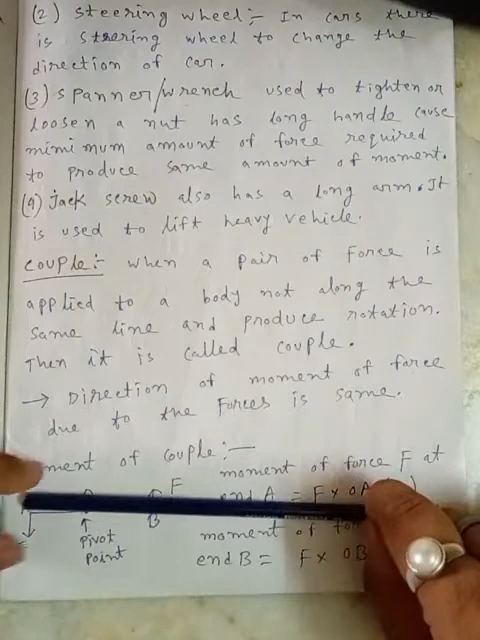 (2) Steering wheel:- In cars there
is strering wheel to change the
direction of car.
(3) Spanner/wrench used to tighten or
loosen a nut has long handle cause
mimimum amount of force required
to produce same amount of moment.
(4) Jack screw also has a long arm. It
is used to lift heavy vehicle.
Couple:- when a pair of Force is
applied to a body not along the
same line and produce rotation.
Then it is called couple.
→ Direction of moment of force
due to the Forces is same.
ment of couple:-
moment of force F at
end A = F x OA
F
B
Pivot
Point
moment of for
end B = F x OB